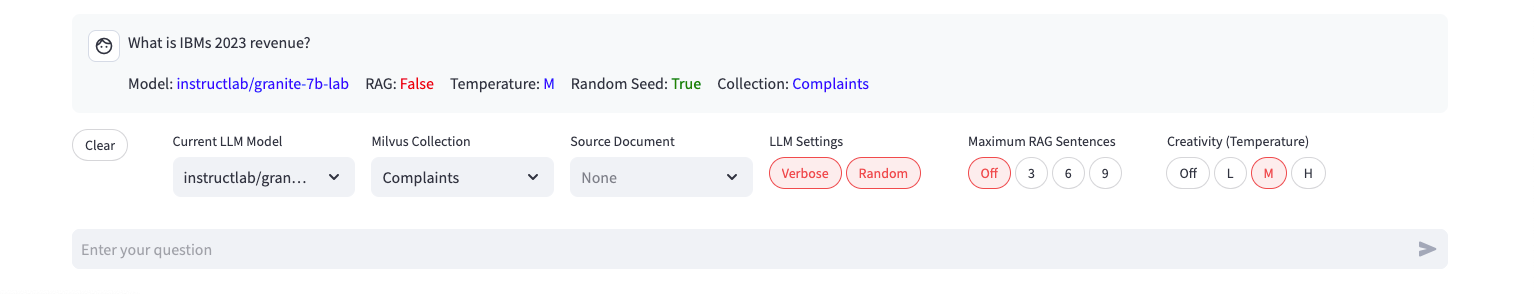 What is IBMs 2023 revenue?
Model: instructlab/granite-7b-lab RAG: False Temperature: M Random Seed: True Collection: Complaints
Clear
Current LLM Model Milvus Collection Source Document LLM Settings Maximum RAG Sentences Creativity (Temperature)
instructlab/gran... Complaints None Verbose Random Off 3 6 9 Off L M H
Enter your question